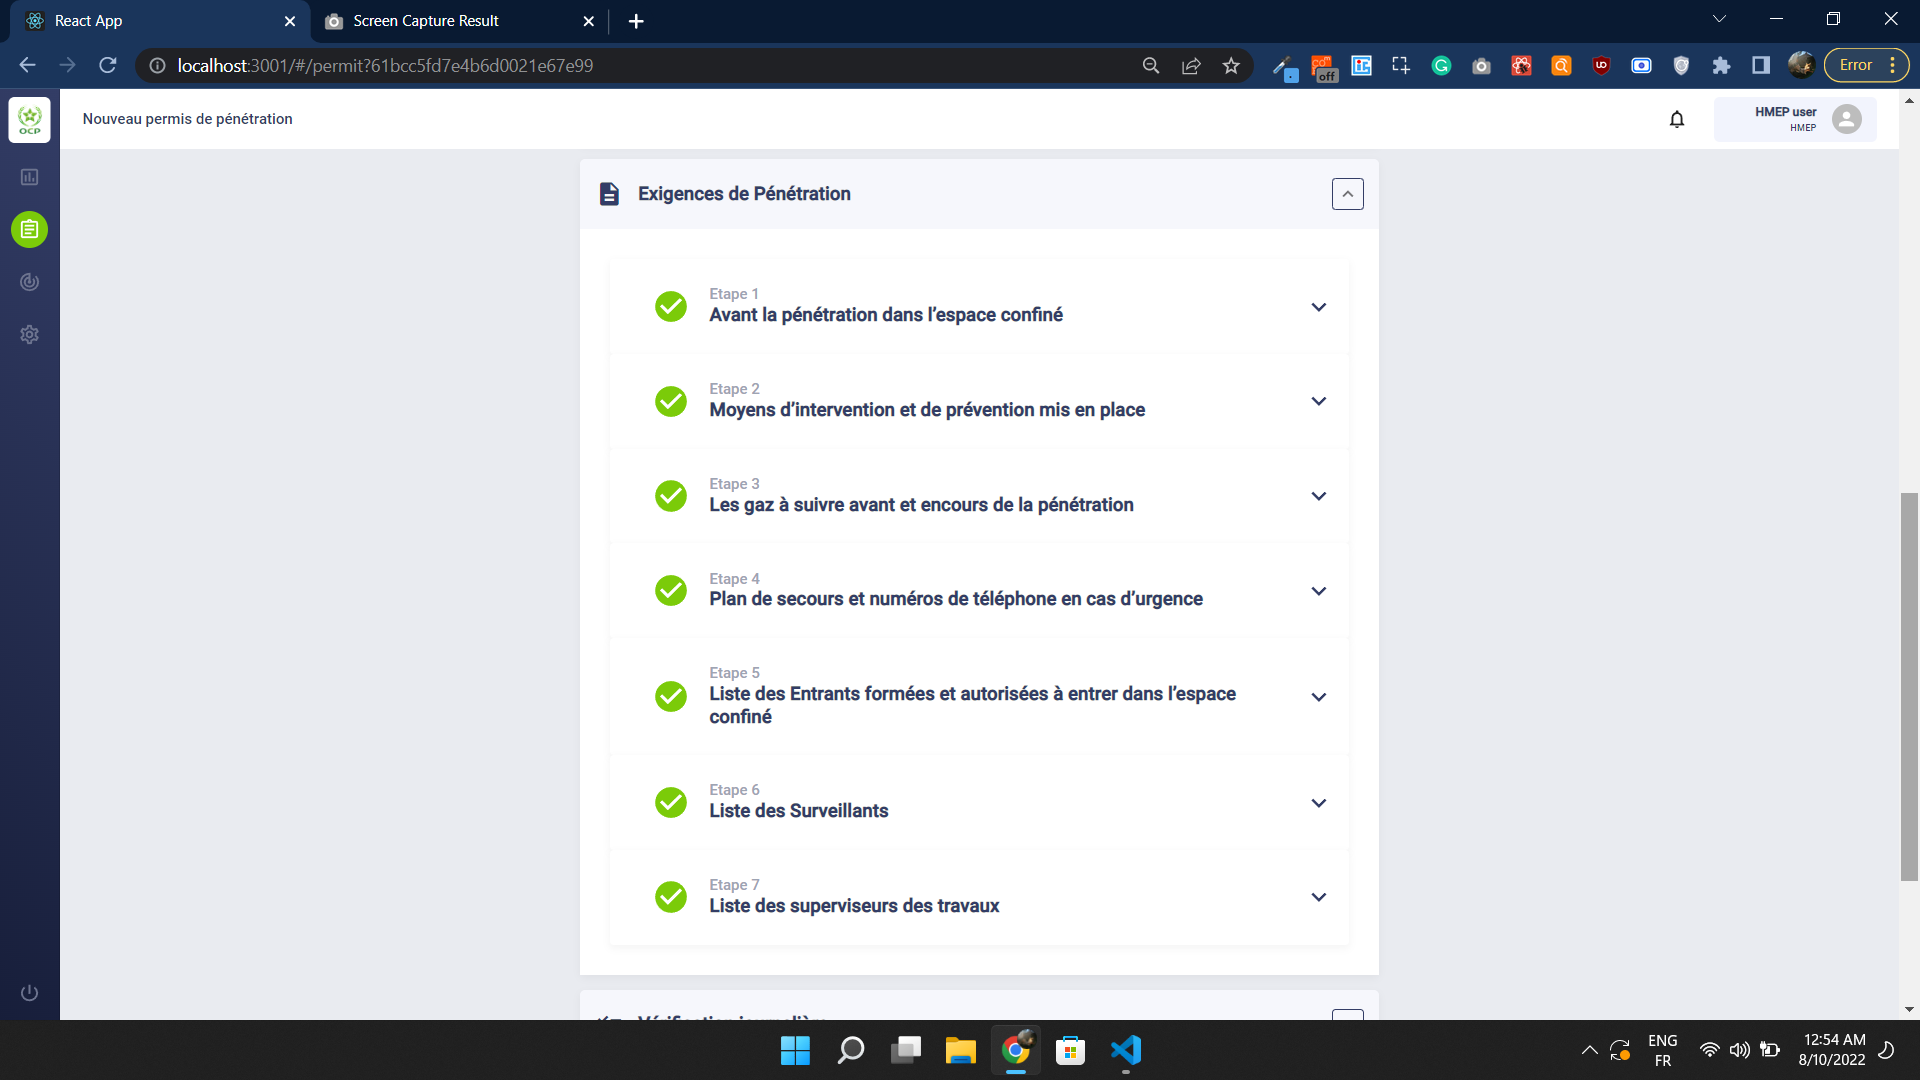 React App
Screen Capture Result
localhost:3001/#/permit?61bcc5fd7e4b6d0021e67e99
off
Error
OCP
Nouveau permis de pénétration
HMEP user
HMEP
Exigences de Pénétration
Etape 1
Avant la pénétration dans l’espace confiné
Etape 2
Moyens d’intervention et de prévention mis en place
Etape 3
Les gaz à suivre avant et encours de la pénétration
Etape 4
Plan de secours et numéros de téléphone en cas d’urgence
Etape 5
Liste des Entrants formées et autorisées à entrer dans l’espace
confiné
Etape 6
Liste des Surveillants
Etape 7
Liste des superviseurs des travaux
Vérification journalière
ENG
FR
12:54 AM
8/10/2022